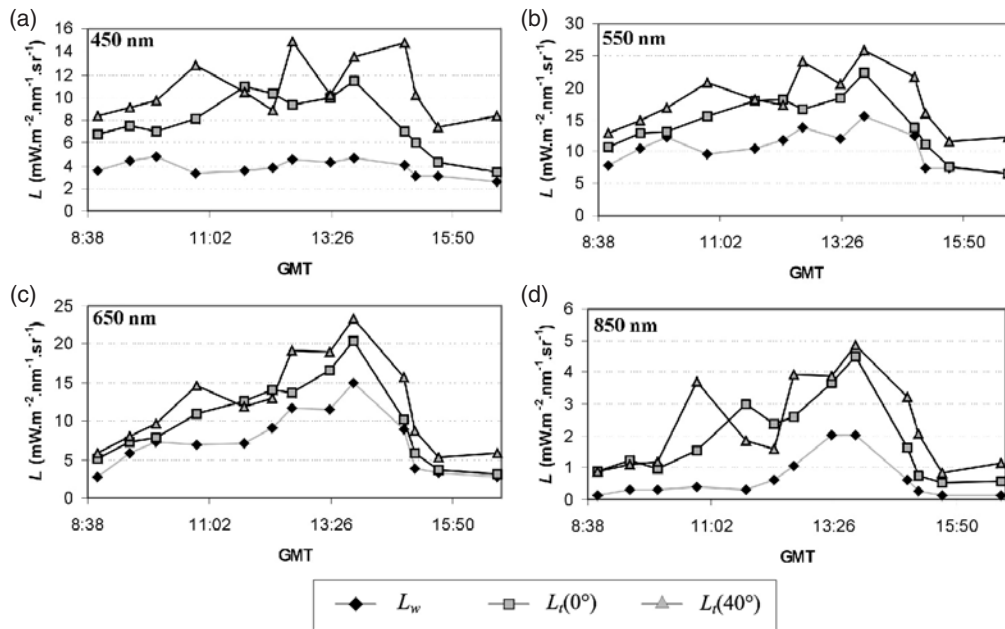 (a)
450 nm
L (mW.m-2.nm-1.sr-1)
16
14
12
10
8
6
4
2
0
8:38 11:02 13:26 15:50
GMT
(b)
550 nm
L (mW.m-2.nm-1.sr-1)
30
25
20
15
10
5
0
8:38 11:02 13:26 15:50
GMT
(c)
650 nm
L (mW.m-2.nm-1.sr-1)
25
20
15
10
5
0
8:38 11:02 13:26 15:50
GMT
(d)
850 nm
L (mW.m-2.nm-1.sr-1)
6
5
4
3
2
1
0
8:38 11:02 13:26 15:50
GMT
Lw Lt(0°) Lt(40°)